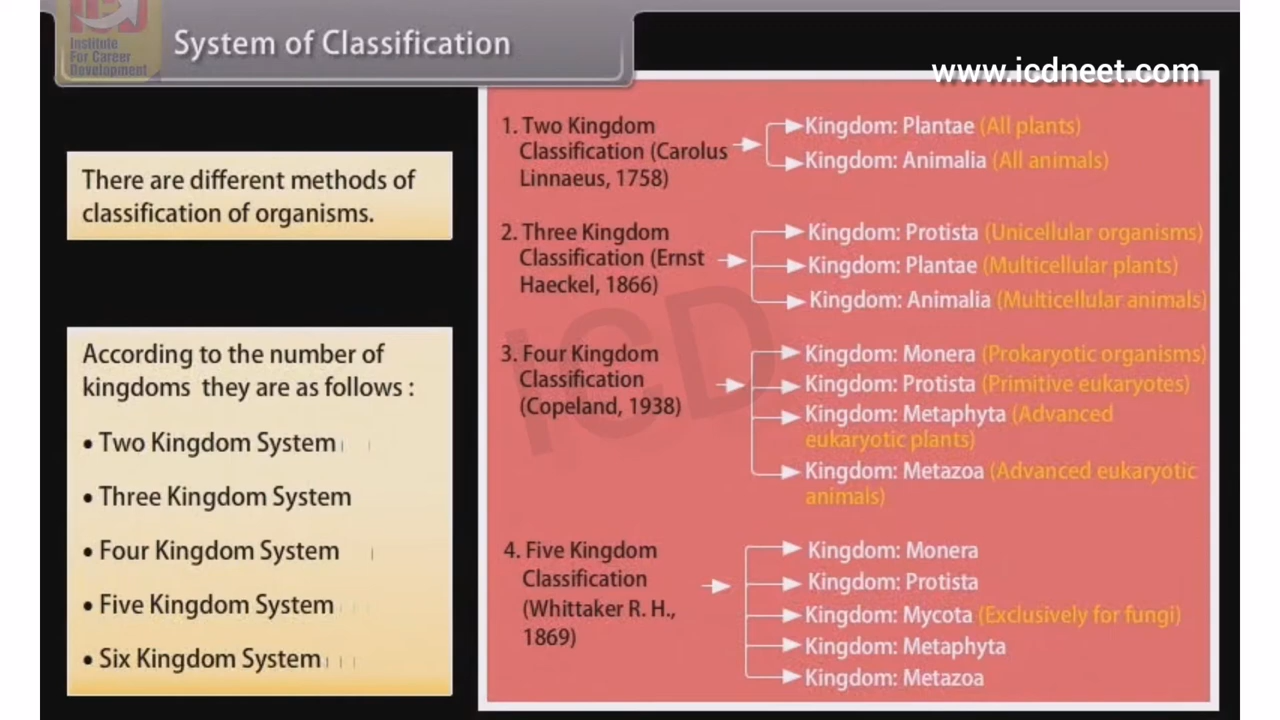 Institute
For Career
Development
System of Classification
www.icdneet.com
There are different methods of
classification of organisms.
According to the number of
kingdoms they are as follows :
• Two Kingdom System
• Three Kingdom System
• Four Kingdom System
• Five Kingdom System
• Six Kingdom System
1. Two Kingdom
Classification (Carolus
Linnaeus, 1758)
Kingdom: Plantae (All plants)
Kingdom: Animalia (All animals)
2. Three Kingdom
Classification (Ernst
Haeckel, 1866)
Kingdom: Protista (Unicellular organisms)
Kingdom: Plantae (Multicellular plants)
Kingdom: Animalia (Multicellular animals)
ICD
3. Four Kingdom
Classification
(Copeland, 1938)
Kingdom: Monera (Prokaryotic organisms)
Kingdom: Protista (Primitive eukaryotes)
Kingdom: Metaphyta (Advanced
eukaryotic plants)
Kingdom: Metazoa (Advanced eukaryotic
animals)
4. Five Kingdom
Classification
(Whittaker R. H.,
1869)
Kingdom: Monera
Kingdom: Protista
Kingdom: Mycota (Exclusively for fungi)
Kingdom: Metaphyta
Kingdom: Metazoa